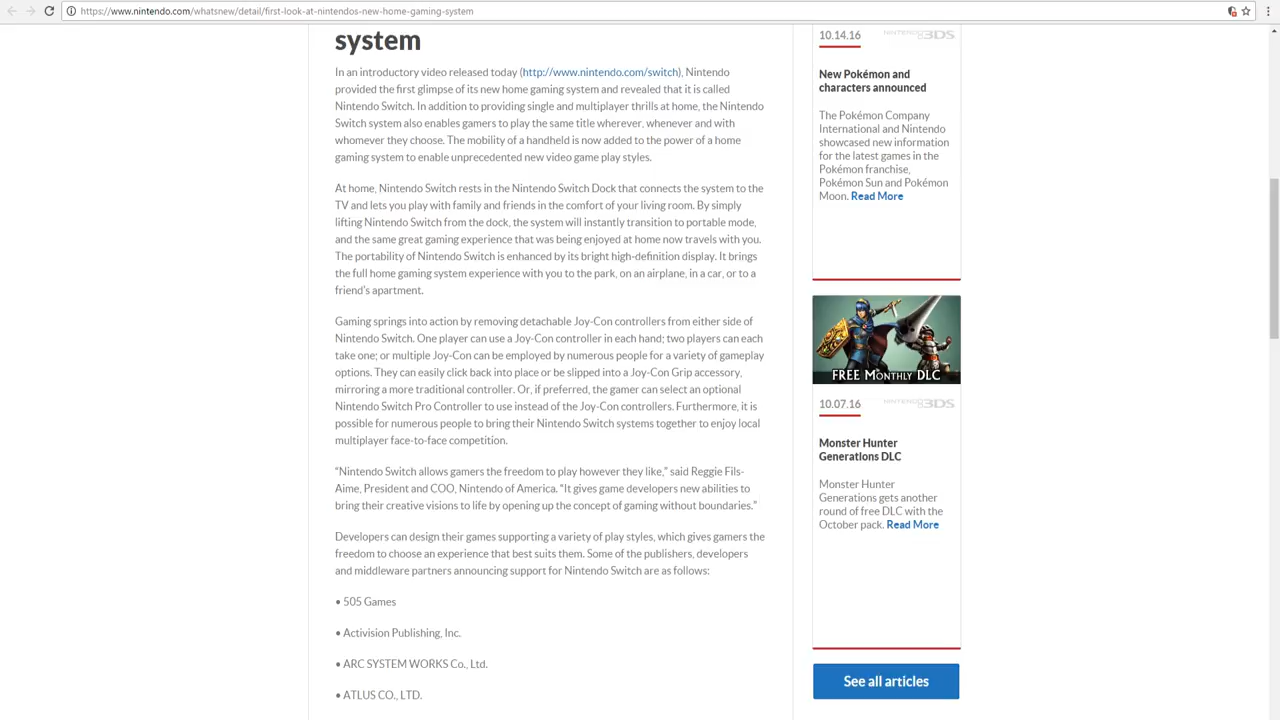 https://www.nintendo.com/whatsnew/detail/first-look-at-nintendos-new-home-gaming-system
system
In an introductory video released today (http://www.nintendo.com/switch), Nintendo
provided the first glimpse of its new home gaming system and revealed that it is called
Nintendo Switch. In addition to providing single and multiplayer thrills at home, the Nintendo
Switch system also enables gamers to play the same title wherever, whenever and with
whomever they choose. The mobility of a handheld is now added to the power of a home
gaming system to enable unprecedented new video game play styles.
At home, Nintendo Switch rests in the Nintendo Switch Dock that connects the system to the
TV and lets you play with family and friends in the comfort of your living room. By simply
lifting Nintendo Switch from the dock, the system will instantly transition to portable mode,
and the same great gaming experience that was being enjoyed at home now travels with you.
The portability of Nintendo Switch is enhanced by its bright high-definition display. It brings
the full home gaming system experience with you to the park, on an airplane, in a car, or to a
friend's apartment.
Gaming springs into action by removing detachable Joy-Con controllers from either side of
Nintendo Switch. One player can use a Joy-Con controller in each hand; two players can each
take one; or multiple Joy-Con can be employed by numerous people for a variety of gameplay
options. They can easily click back into place or be slipped into a Joy-Con Grip accessory,
mirroring a more traditional controller. Or, if preferred, the gamer can select an optional
Nintendo Switch Pro Controller to use instead of the Joy-Con controllers. Furthermore, it is
possible for numerous people to bring their Nintendo Switch systems together to enjoy local
multiplayer face-to-face competition.
“Nintendo Switch allows gamers the freedom to play however they like,” said Reggie Fils-
Aime, President and COO, Nintendo of America. “It gives game developers new abilities to
bring their creative visions to life by opening up the concept of gaming without boundaries.”
Developers can design their games supporting a variety of play styles, which gives gamers the
freedom to choose an experience that best suits them. Some of the publishers, developers
and middleware partners announcing support for Nintendo Switch are as follows:
• 505 Games
• Activision Publishing, Inc.
• ARC SYSTEM WORKS Co., Ltd.
• ATLUS CO., LTD.
10.14.16 NINTENDO 3DS
New Pokémon and
characters announced
The Pokémon Company
International and Nintendo
showcased new information
for the latest games in the
Pokémon franchise,
Pokémon Sun and Pokémon
Moon. Read More
FREE MONTHLY DLC
10.07.16 NINTENDO 3DS
Monster Hunter
Generations DLC
Monster Hunter
Generations gets another
round of free DLC with the
October pack. Read More
See all articles